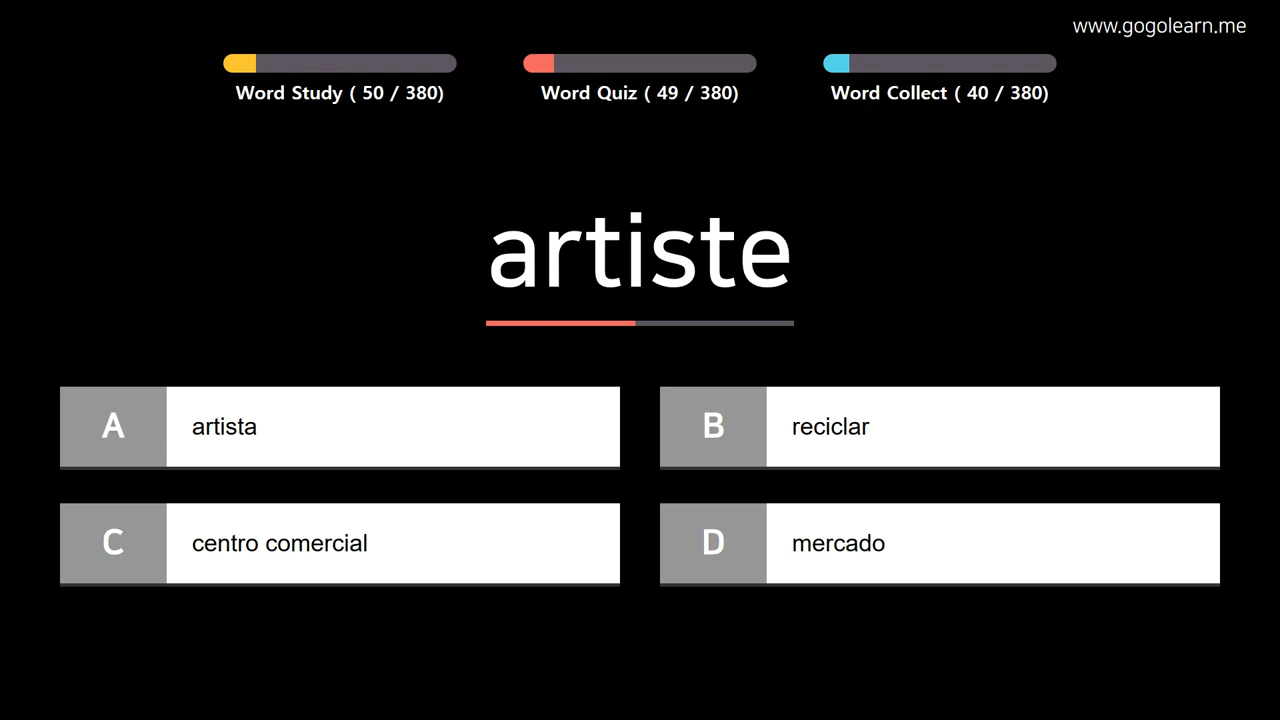 www.gogolearn.me
Word Study ( 50 / 380)
Word Quiz ( 49 / 380)
Word Collect ( 40 / 380)
artiste
A artista
B reciclar
C centro comercial
D mercado